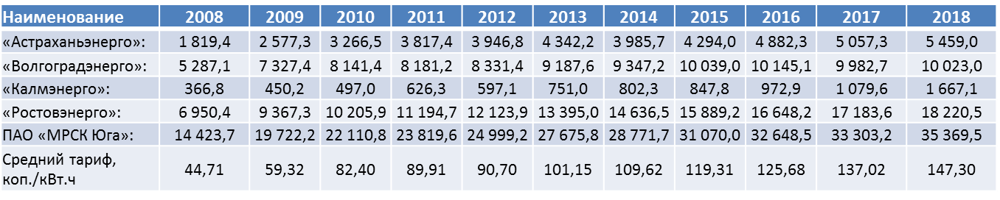 Наименование 2008 2009 2010 2011 2012 2013 2014 2015 2016 2017 2018
«Астраханьэнерго»: 1 819,4 2 577,3 3 266,5 3 817,4 3 946,8 4 342,2 3 985,7 4 294,0 4 882,3 5 057,3 5 459,0
«Волгоградэнерго»: 5 287,1 7 327,4 8 141,4 8 181,2 8 331,4 9 187,6 9 347,2 10 039,0 10 145,1 9 982,7 10 023,0
«Калмэнерго»: 366,8 450,2 497,0 626,3 597,1 751,0 802,3 847,8 972,9 1 079,6 1 667,1
«Ростовэнерго»: 6 950,4 9 367,3 10 205,9 11 194,7 12 123,9 13 395,0 14 636,5 15 889,2 16 648,2 17 183,6 18 220,5
ПАО «МРСК Юга»: 14 423,7 19 722,2 22 110,8 23 819,6 24 999,2 27 675,8 28 771,7 31 070,0 32 648,5 33 303,2 35 369,5
Средний тариф,
коп./кВт.ч 44,71 59,32 82,40 89,91 90,70 101,15 109,62 119,31 125,68 137,02 147,30